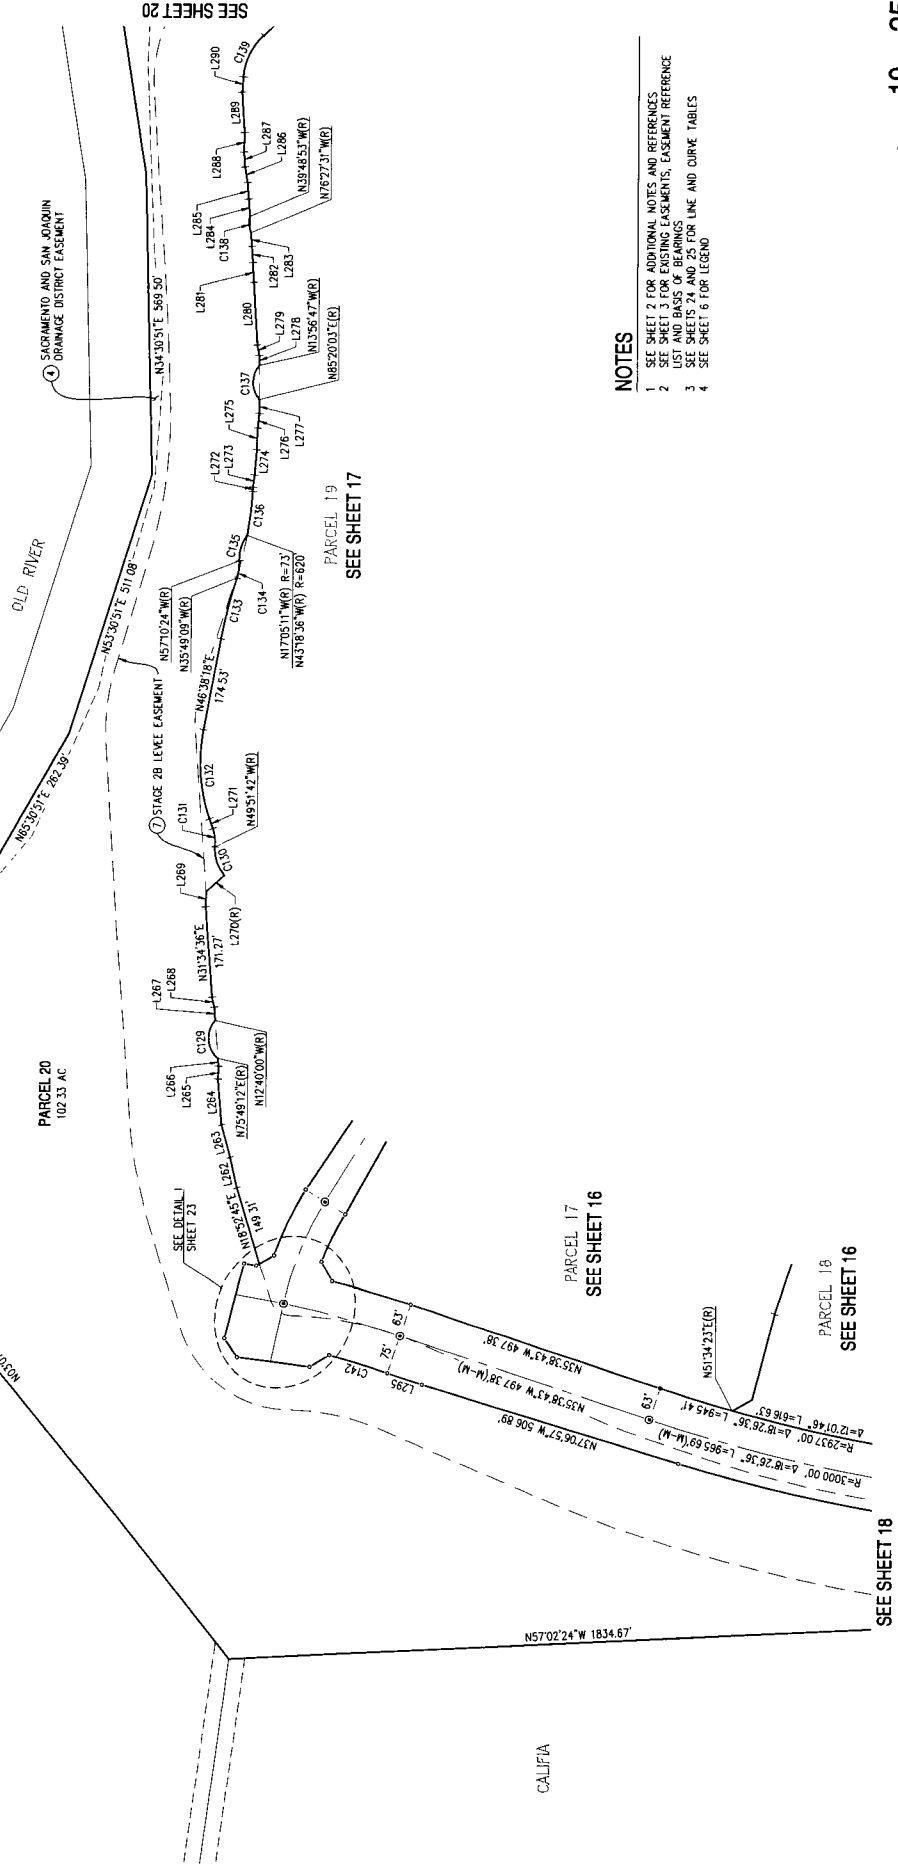 SEE SHEET 20
4
SACRAMENTO AND SAN JOAQUIN
DRAINAGE DISTRICT EASEMENT
OLD RIVER
N34°30'51"E 569 50'
N53°30'51"E 511 08'
N65°30'51"E 262 39'
7
STAGE 2B LEVEE EASEMENT
PARCEL 20
102 33 AC
SEE DETAIL I
SHEET 23
N18°52'45"E
149 31'
L262
L263
L264
L265
L266
C129
N75°49'12"E(R)
N12°40'00"W(R)
L267
L268
N31°34'36"E
171.27'
L269
L270(R)
C130
C131
L271
N49°51'42"W(R)
C132
N46°38'18"E
174 53'
C133
C134
N57°10'24"W(R)
N35°49'09"W(R)
C135
N17°05'11"W(R) R=73'
N43°18'36"W(R) R=620'
C136
L272
L273
L274
L275
L276
L277
C137
N85°20'03"E(R)
N13°56'47"W(R)
L278
L279
L280
L281
L282
L283
C138
L284
L285
N76°27'31"W(R)
N39°48'53"W(R)
L286
L287
L288
L289
L290
C139
PARCEL 19
SEE SHEET 17
NOTES
1 SEE SHEET 2 FOR ADDITIONAL NOTES AND REFERENCES
2 SEE SHEET 3 FOR EXISTING EASEMENTS, EASEMENT REFERENCE
LIST AND BASIS OF BEARINGS
3 SEE SHEETS 24 AND 25 FOR LINE AND CURVE TABLES
4 SEE SHEET 6 FOR LEGEND
PARCEL 17
SEE SHEET 16
PARCEL 18
SEE SHEET 16
N51°34'23"E(R)
C142
L295
75'
63'
N35°38'43"W 497 38'
N35°38'43"W 497 38'(M-M)
N37°06'57"W 506 89'
63'
Δ=12°01'46" L=616 63'
R=2937 00' Δ=18°26'36" L=945 41'
R=3000 00' Δ=18°26'36" L=965 69'(M-M)
SEE SHEET 18
N57°02'24"W 1834.67'
CALIFIA